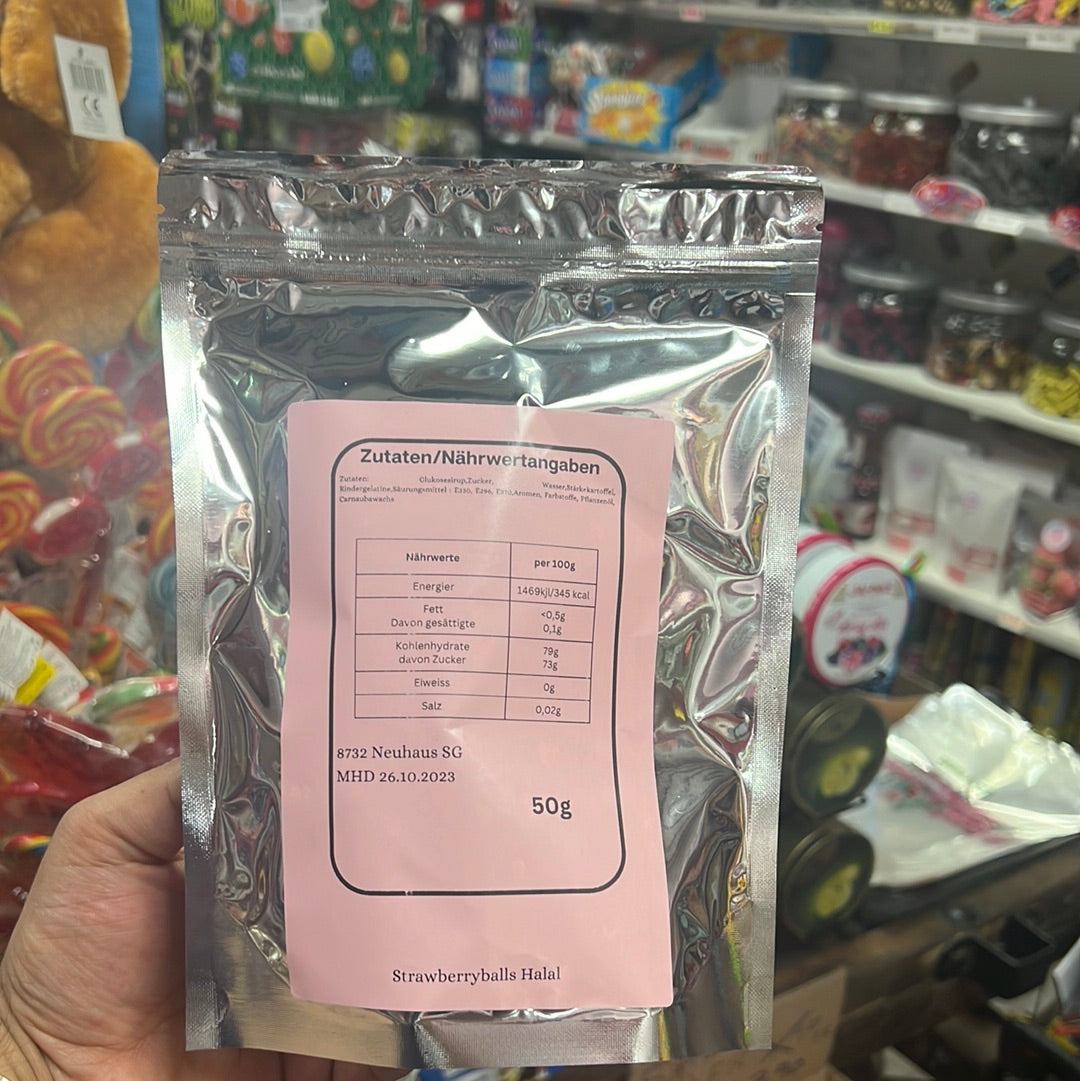 Zutaten/Nährwertangaben
Zutaten: Glukosesirup,Zucker, Wasser,Stärkekartoffel,
Rindergelatine,Säurungsmittel : E330, E296, E270,Aromen, Farbstoffe, Pflanzenöl,
Carnaubawachs
Nährwerte per 100g
Energier 1469kjl/345 kcal
Fett <0,5g
Davon gesättigte 0,1g
Kohlenhydrate 79g
davon Zucker 73g
Eiweiss 0g
Salz 0,02g
8732 Neuhaus SG
MHD 26.10.2023
50g
Strawberryballs Halal